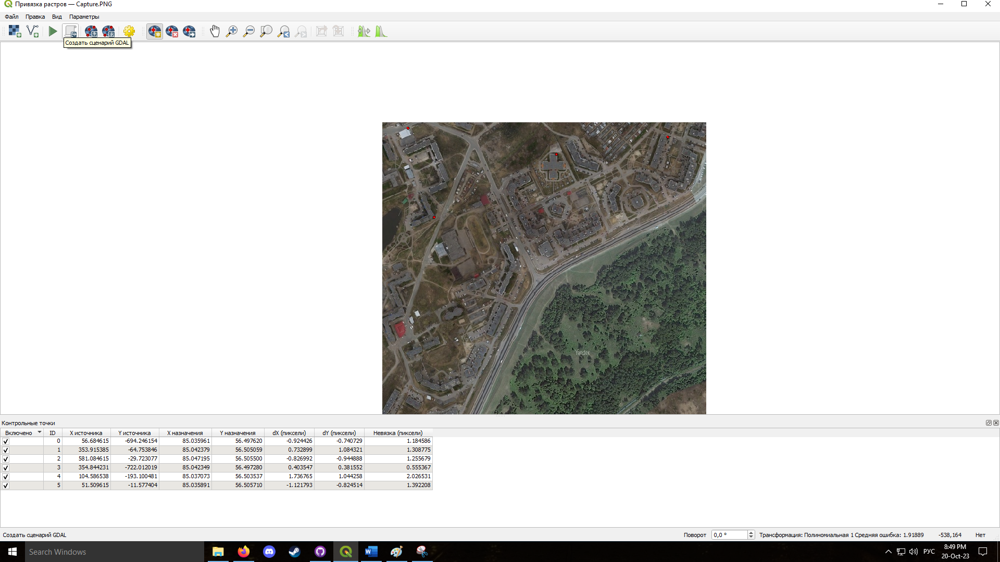 Привязка растров — Capture.PNG
Файл Правка Вид Параметры
Создать сценарий GDAL
Yandex
Контрольные точки
Включено ID X источника Y источника X назначения Y назначения dX (пиксели) dY (пиксели) Невязка (пиксели)
0 56.684615 -694.246154 85.035961 56.497620 -0.924426 -0.740729 1.184586
1 353.915385 -64.753846 85.042379 56.505059 0.732899 1.084321 1.308775
2 581.084615 -29.723077 85.047195 56.505500 -0.826992 -0.944888 1.255679
3 354.844231 -722.012019 85.042349 56.497280 0.403547 0.381552 0.555367
4 104.586538 -193.100481 85.037073 56.503537 1.736765 1.044258 2.026531
5 51.509615 -11.577404 85.035891 56.505710 -1.121793 -0.824514 1.392208
Создать сценарий GDAL Поворот 0,0 ° Трансформация: Полиномиальная 1 Средняя ошибка: 1.91889 -538,164 Нет
Search Windows РУС 8:49 PM
20-Oct-23